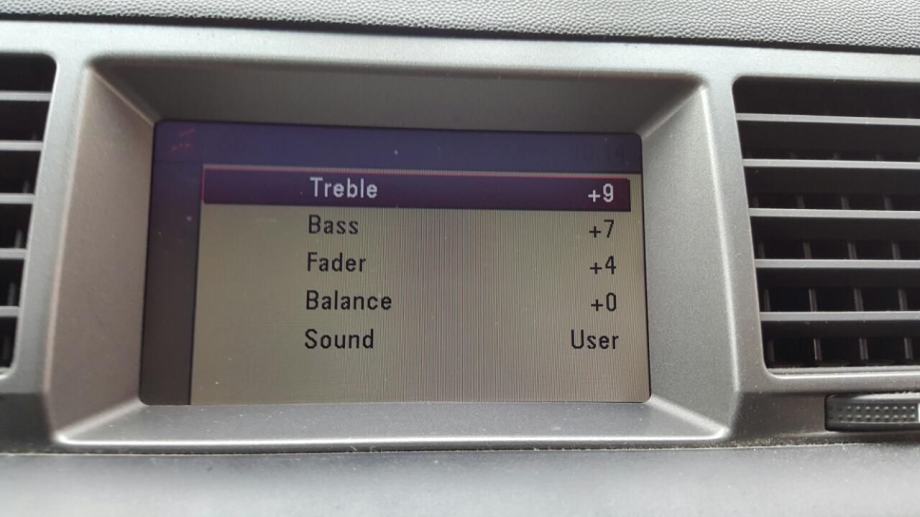 Treble +9
Bass +7
Fader +4
Balance +0
Sound User